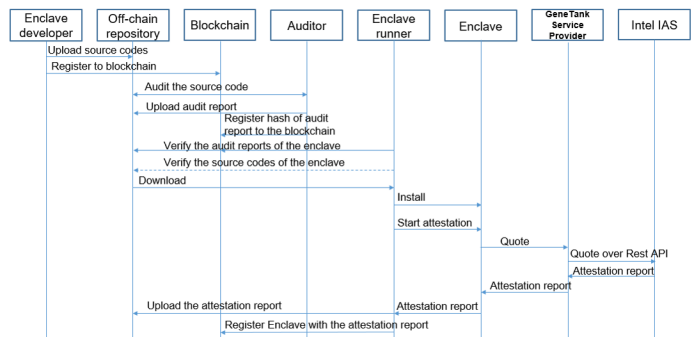 Enclave developer
Off-chain repository
Blockchain
Auditor
Enclave runner
Enclave
GeneTank Service Provider
Intel IAS
Upload source codes
Register to blockchain
Audit the source code
Upload audit report
Register hash of audit
report to the blockchain
Verify the audit reports of the enclave
Verify the source codes of the enclave
Download
Install
Start attestation
Quote
Quote over Rest API
Attestation report
Attestation report
Upload the attestation report
Attestation report
Register Enclave with the attestation report